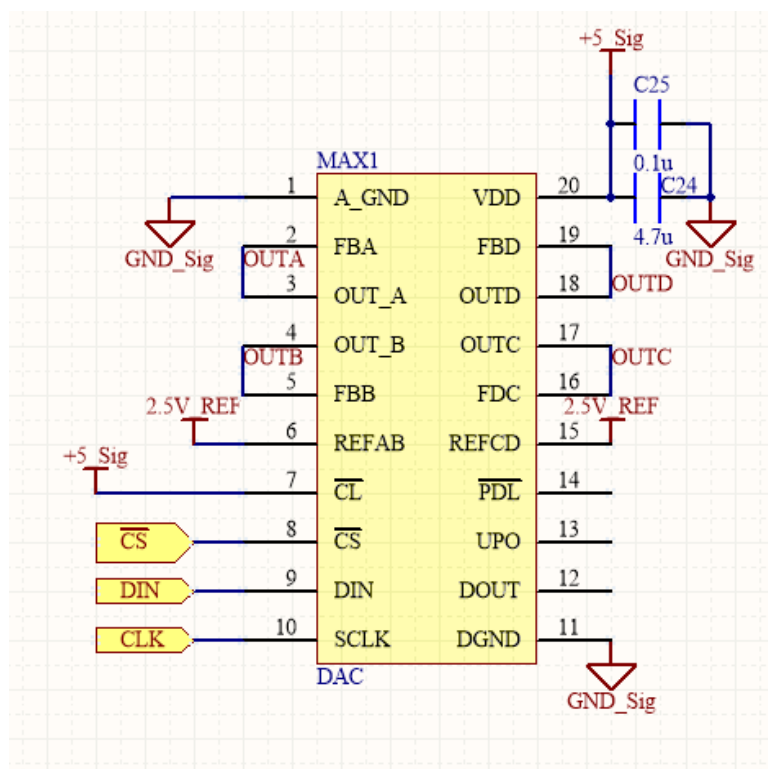 +5_Sig
C25
0.1u
C24
4.7u
GND_Sig
MAX1
1 A_GND VDD 20
GND_Sig
2 FBA FBD 19
OUTA OUTD
3 OUT_A OUTD 18
4 OUT_B OUTC 17
OUTB OUTC
5 FBB FDC 16
2.5V_REF 2.5V_REF
6 REFAB REFCD 15
+5_Sig
7 CL PDL 14
CS 8 CS UPO 13
DIN 9 DIN DOUT 12
CLK 10 SCLK DGND 11
DAC
GND_Sig